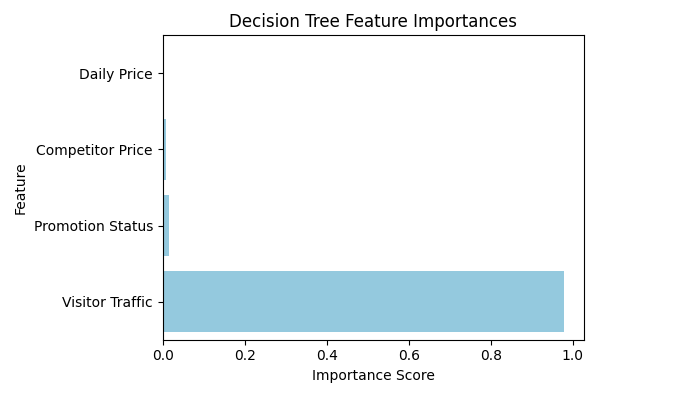 Decision Tree Feature Importances
Feature
Daily Price
Competitor Price
Promotion Status
Visitor Traffic
0.0 0.2 0.4 0.6 0.8 1.0
Importance Score